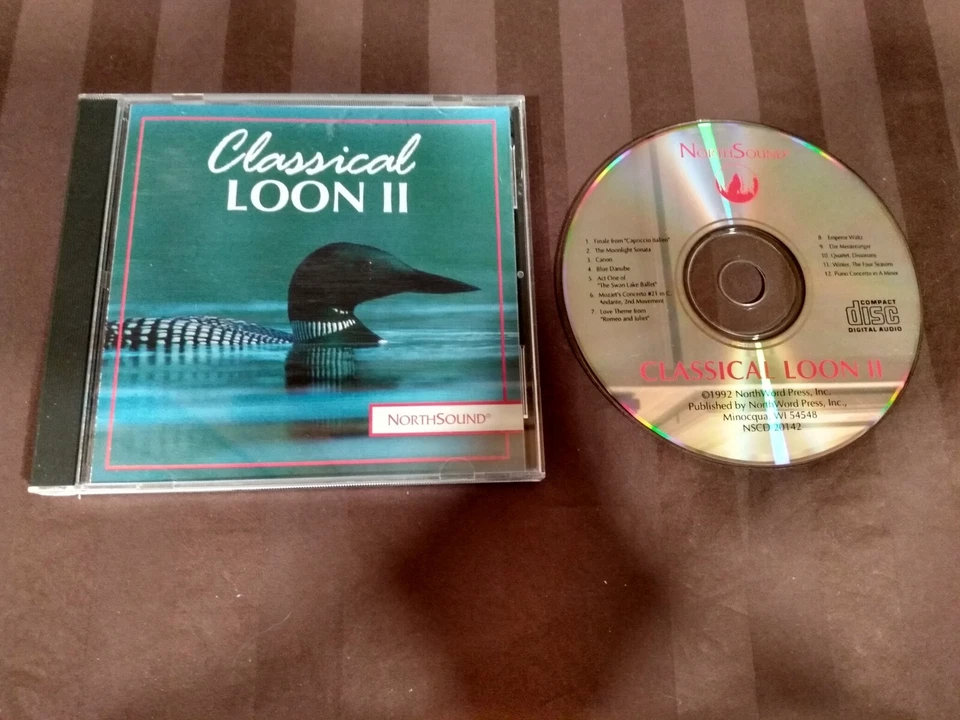 Classical
LOON II
NORTHSOUND®
NORTHSOUND
1 Finale from "Capriccio Italien"
2 The Moonlight Sonata
3 Canon
4 Blue Danube
5 Act One of
"The Swan Lake Ballet"
6 Mozart's Concerto #21 in C,
Andante, 2nd Movement
7 Love Theme from
"Romeo and Juliet"
8 Emperor Waltz
9 Die Meistersinger
10 Quartet, Dissonans
11 Winter, The Four Seasons
12 Piano Concerto in A Minor
COMPACT
disc
DIGITAL AUDIO
CLASSICAL LOON II
©1992 NorthWord Press, Inc.
Published by NorthWord Press, Inc.,
Minocqua, WI 54548
NSCD 20142